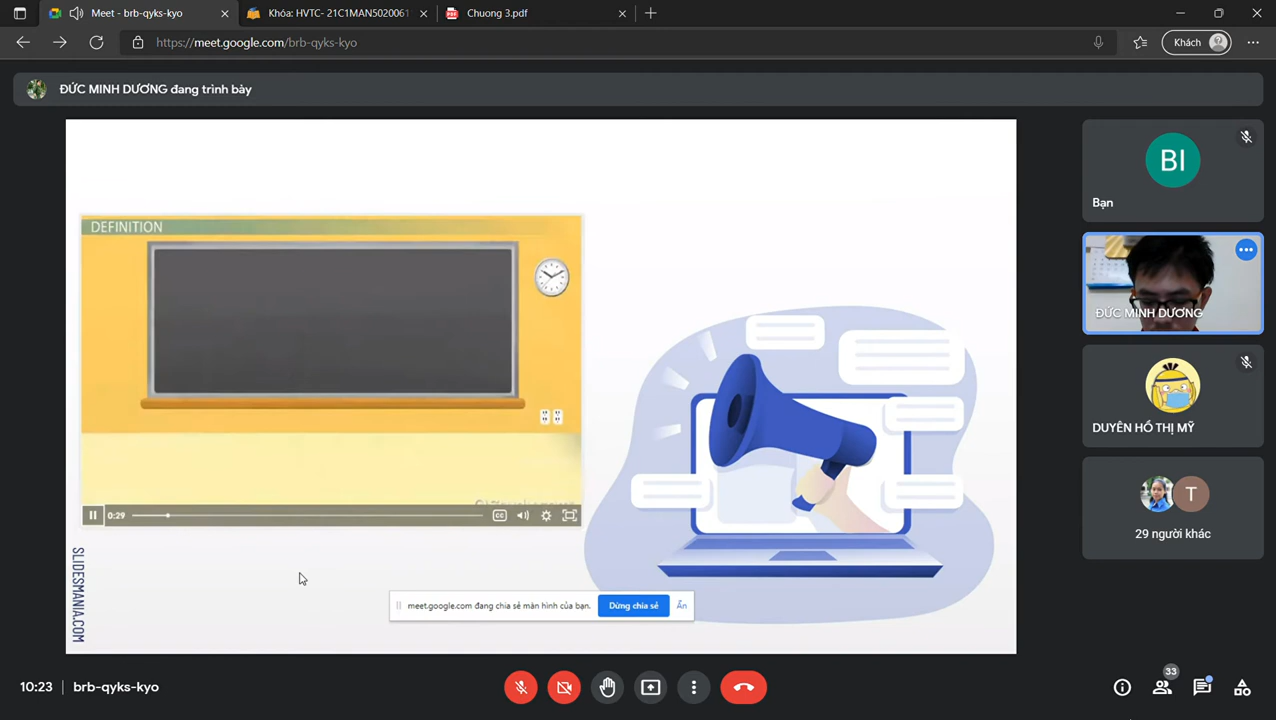 Meet - brb-qyks-kyo
Khóa: HVTC- 21C1MAN5020061
Chuong 3.pdf
https://meet.google.com/brb-qyks-kyo
Khách
ĐỨC MINH DƯƠNG đang trình bày
BI
Bạn
DEFINITION
ĐỨC MINH DƯƠNG
DUYÊN HỒ THỊ MỸ
T
29 người khác
0:29
CC
SLIDESMANIA.COM
meet.google.com đang chia sẻ màn hình của bạn.
Dừng chia sẻ
Ẩn
10:23
brb-qyks-kyo
33